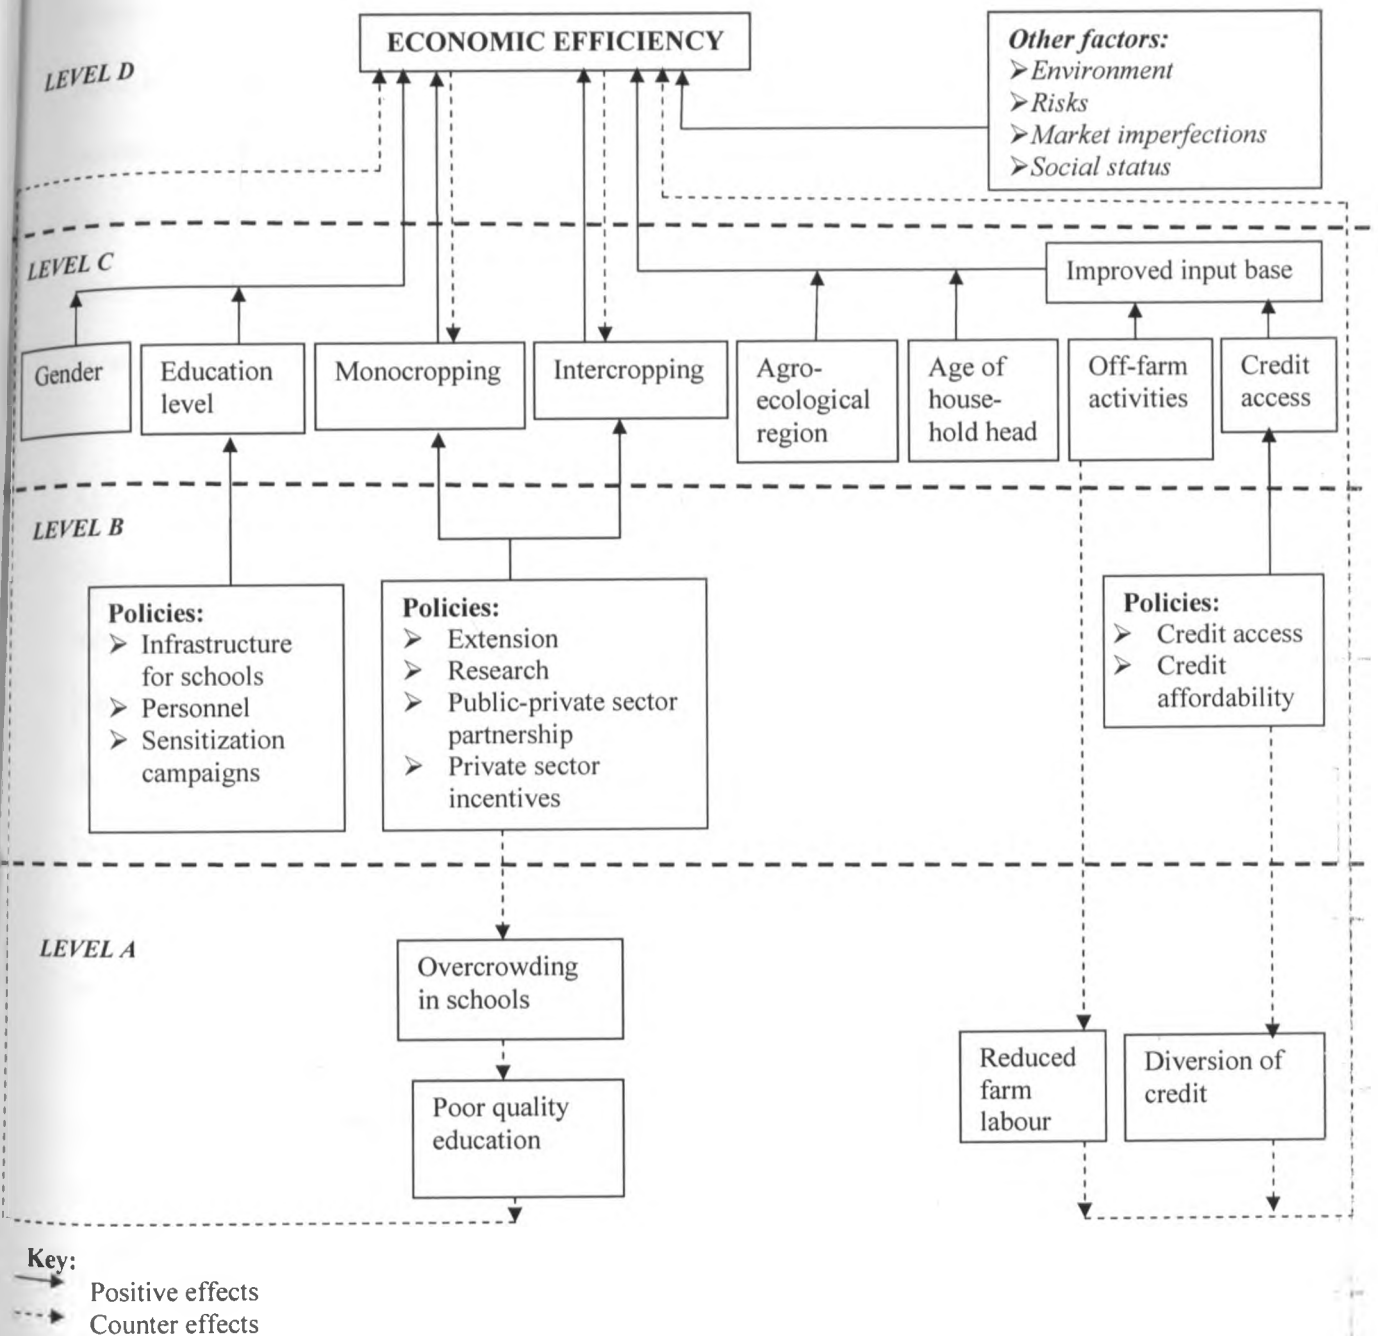 ECONOMIC EFFICIENCY
Other factors:
➢Environment
➢Risks
➢Market imperfections
➢Social status
LEVEL D
LEVEL C
Improved input base
Gender
Education
level
Monocropping
Intercropping
Agro-
ecological
region
Age of
house-
hold head
Off-farm
activities
Credit
access
LEVEL B
Policies:
➢ Infrastructure
for schools
➢ Personnel
➢ Sensitization
campaigns
Policies:
➢ Extension
➢ Research
➢ Public-private sector
partnership
➢ Private sector
incentives
Policies:
➢ Credit access
➢ Credit
affordability
LEVEL A
Overcrowding
in schools
Poor quality
education
Reduced
farm
labour
Diversion of
credit
Key:
Positive effects
Counter effects